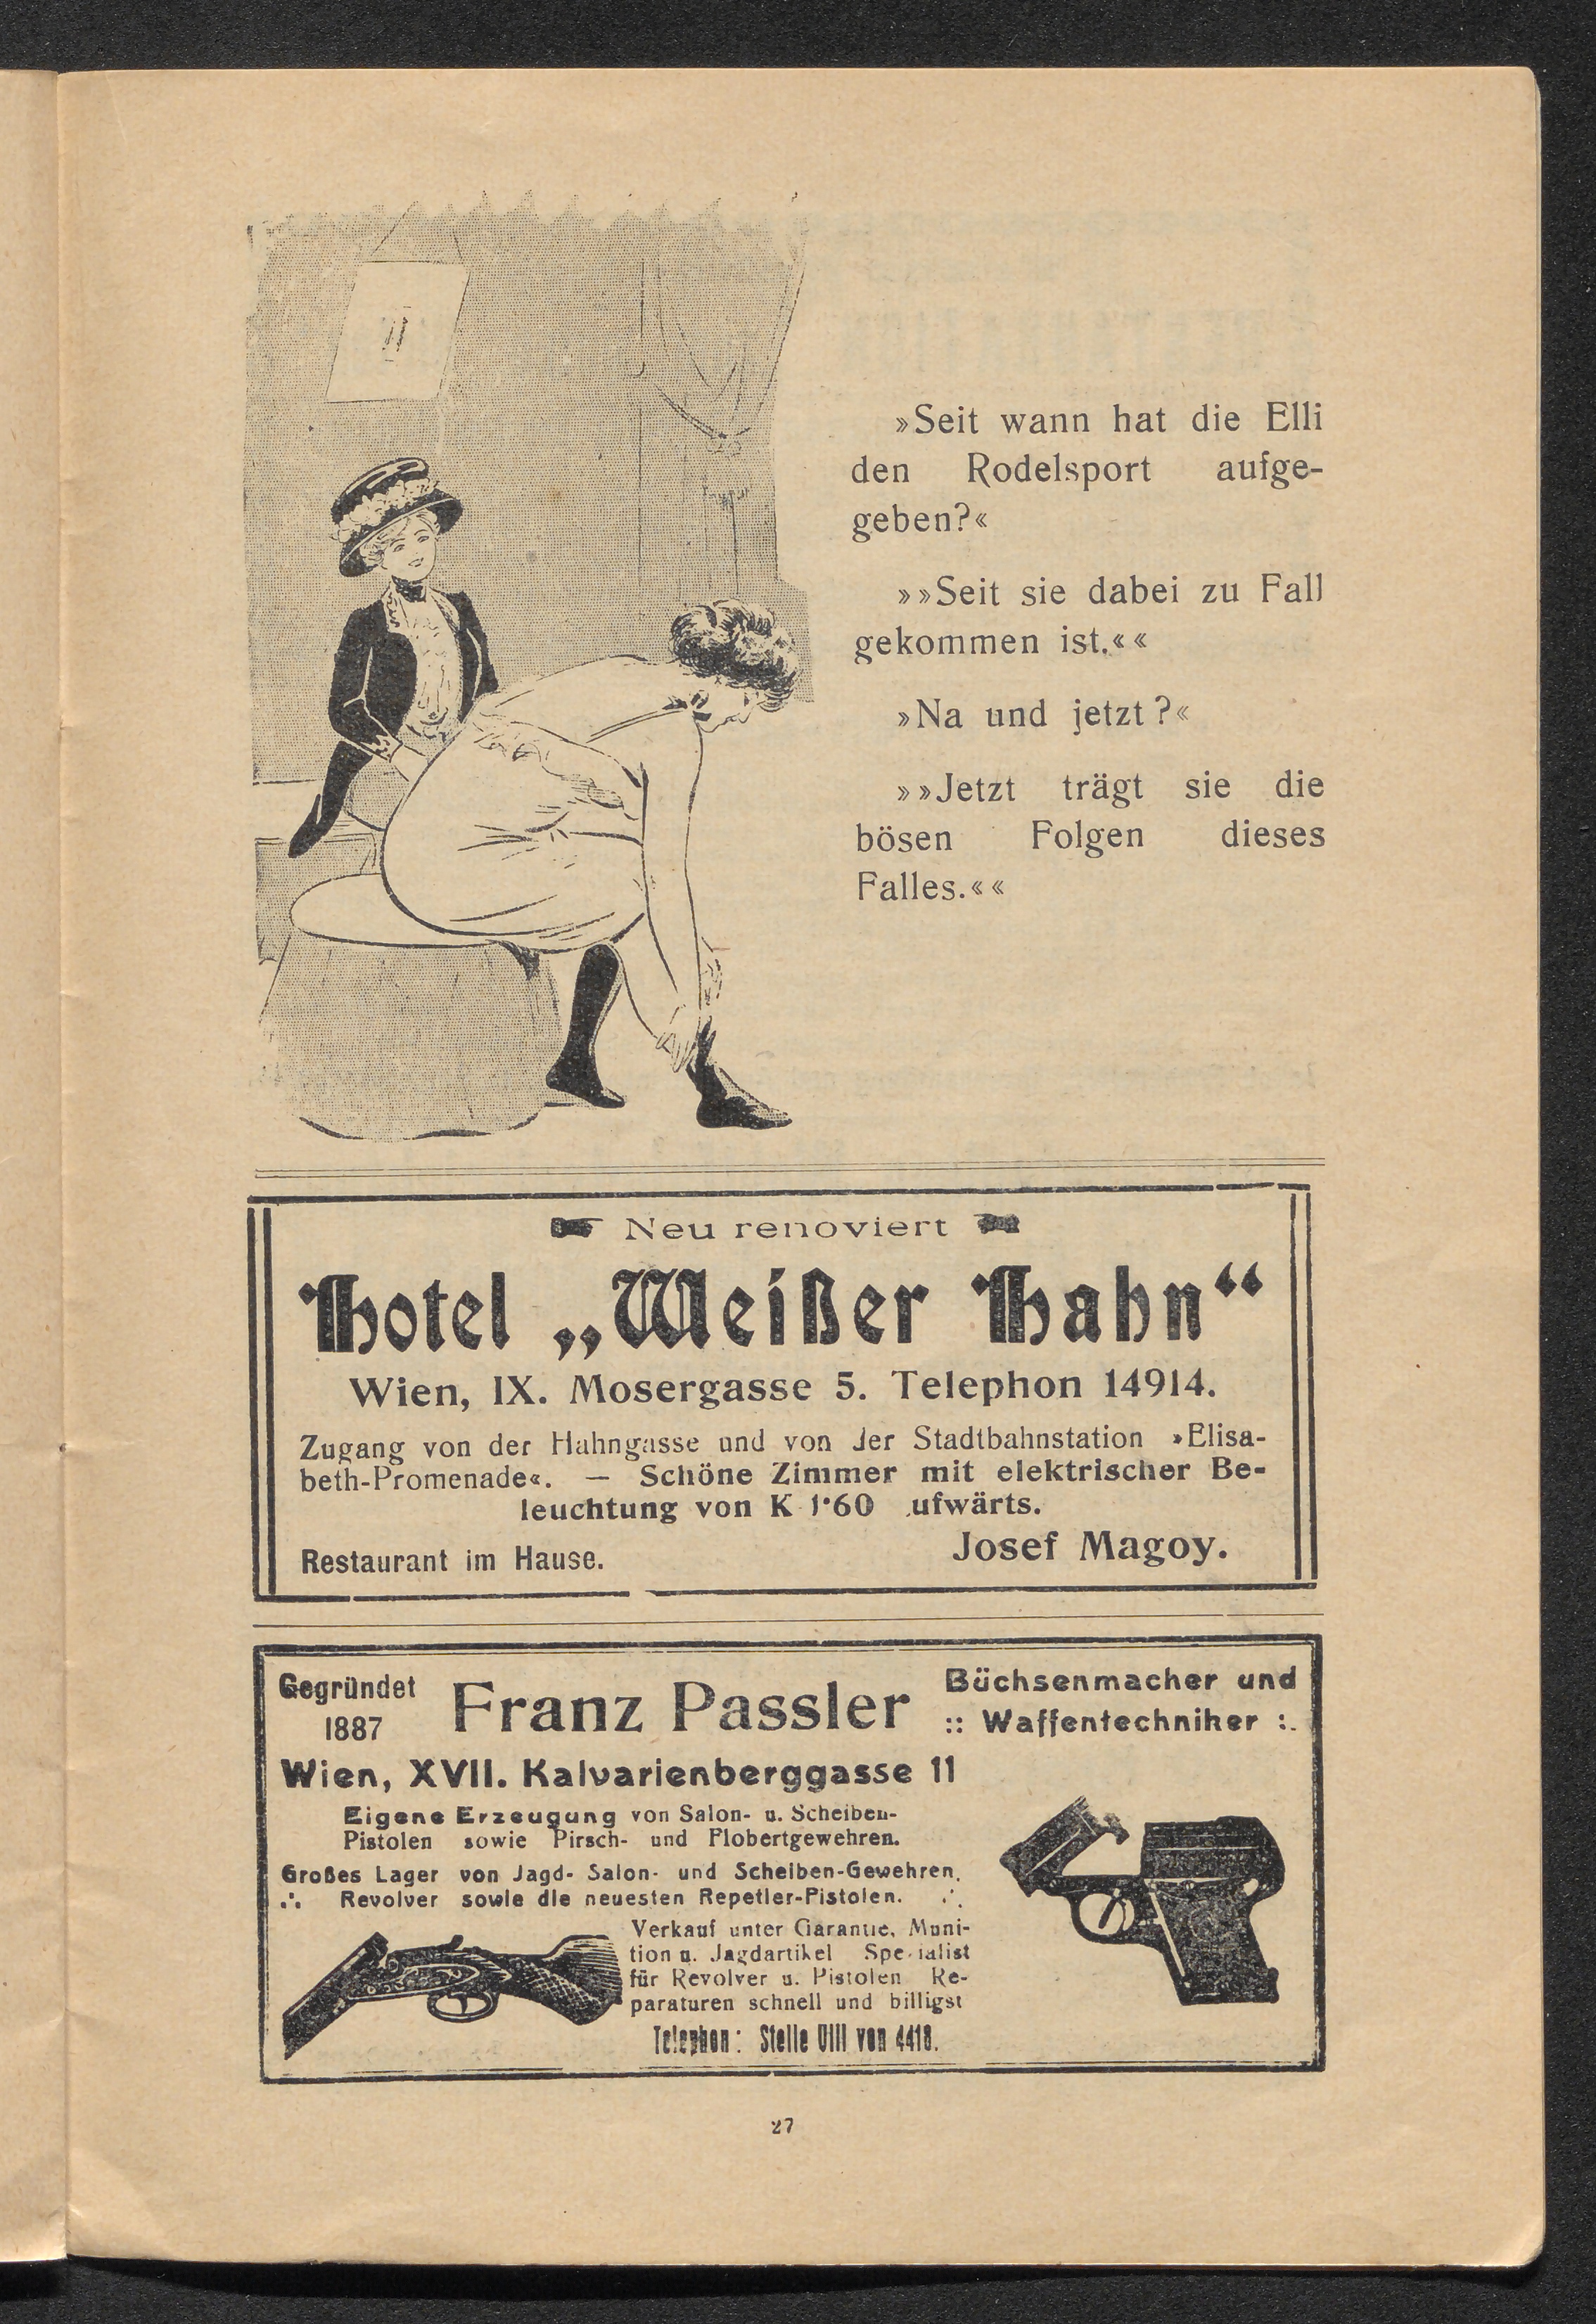 »Seit wann hat die Elli
den Rodelsport aufge-
geben?«
»»Seit sie dabei zu Fall
gekommen ist.««
»Na und jetzt?«
»»Jetzt trägt sie die
bösen Folgen dieses
Falles.««
Neu renoviert
Hotel „Weißer Hahn“
Wien, IX. Mosergasse 5. Telephon 14914.
Zugang von der Hahngasse und von der Stadtbahnstation »Elisa-
beth-Promenade«. — Schöne Zimmer mit elektrischer Be-
leuchtung von K 1·60 ufwärts.
Josef Magoy.
Restaurant im Hause.
Gegründet
1887
Franz Passler
Büchsenmacher und
:: Waffentechniker :.
Wien, XVII. Kalvarienberggasse 11
Eigene Erzeugung von Salon- u. Scheiben-
Pistolen sowie Pirsch- und Flobertgewehren.
Großes Lager von Jagd- Salon- und Scheiben-Gewehren,
∴ Revolver sowie die neuesten Repetier-Pistolen. ∴
Verkauf unter Garantie, Muni-
tion u. Jagdartikel Spezialist
für Revolver u. Pistolen Re-
paraturen schnell und billigst
Telephon: Stelle VIII von 4418.
27